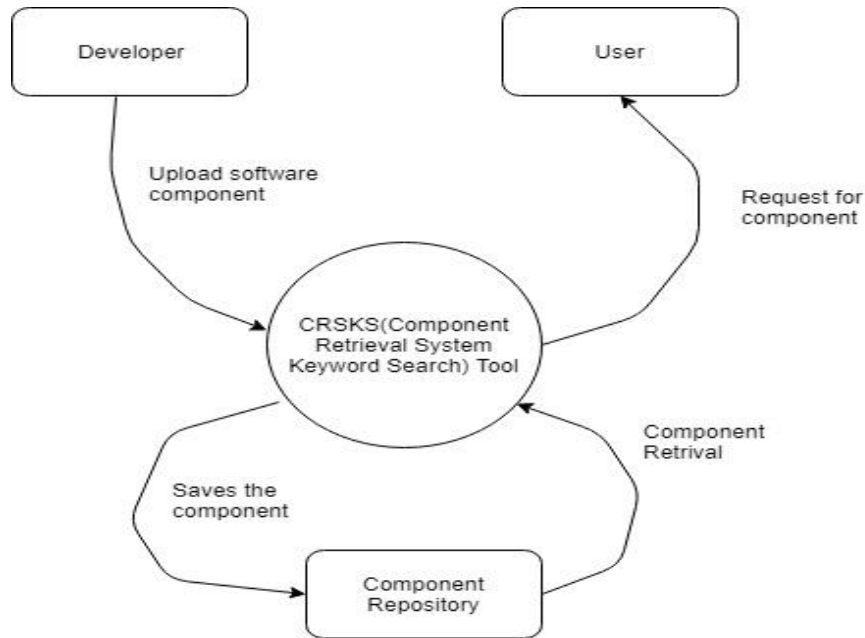 Developer
User
Upload software
component
Request for
component
CRSKS(Component
Retrieval System
Keyword Search) Tool
Component
Retrival
Saves the
component
Component
Repository